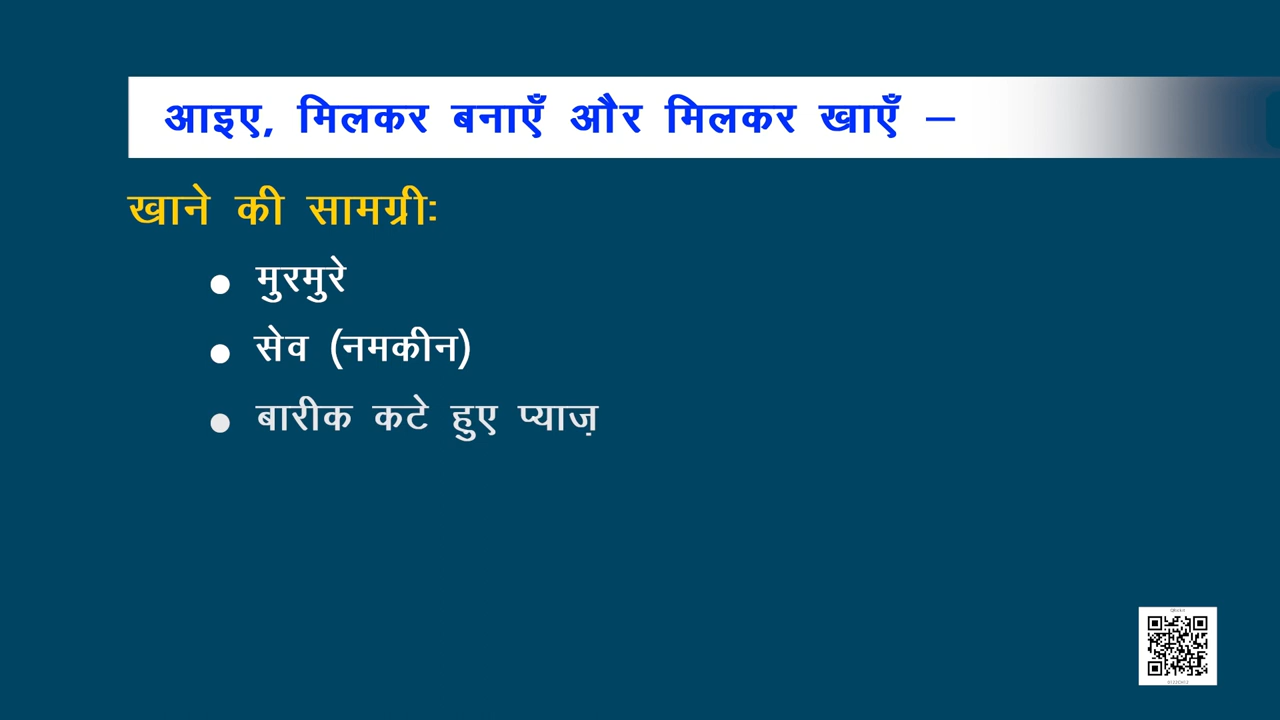 आइए, मिलकर बनाएँ और मिलकर खाएँ –
खाने की सामग्रीः
• मुरमुरे
• सेव (नमकीन)
• बारीक कटे हुए प्याज़